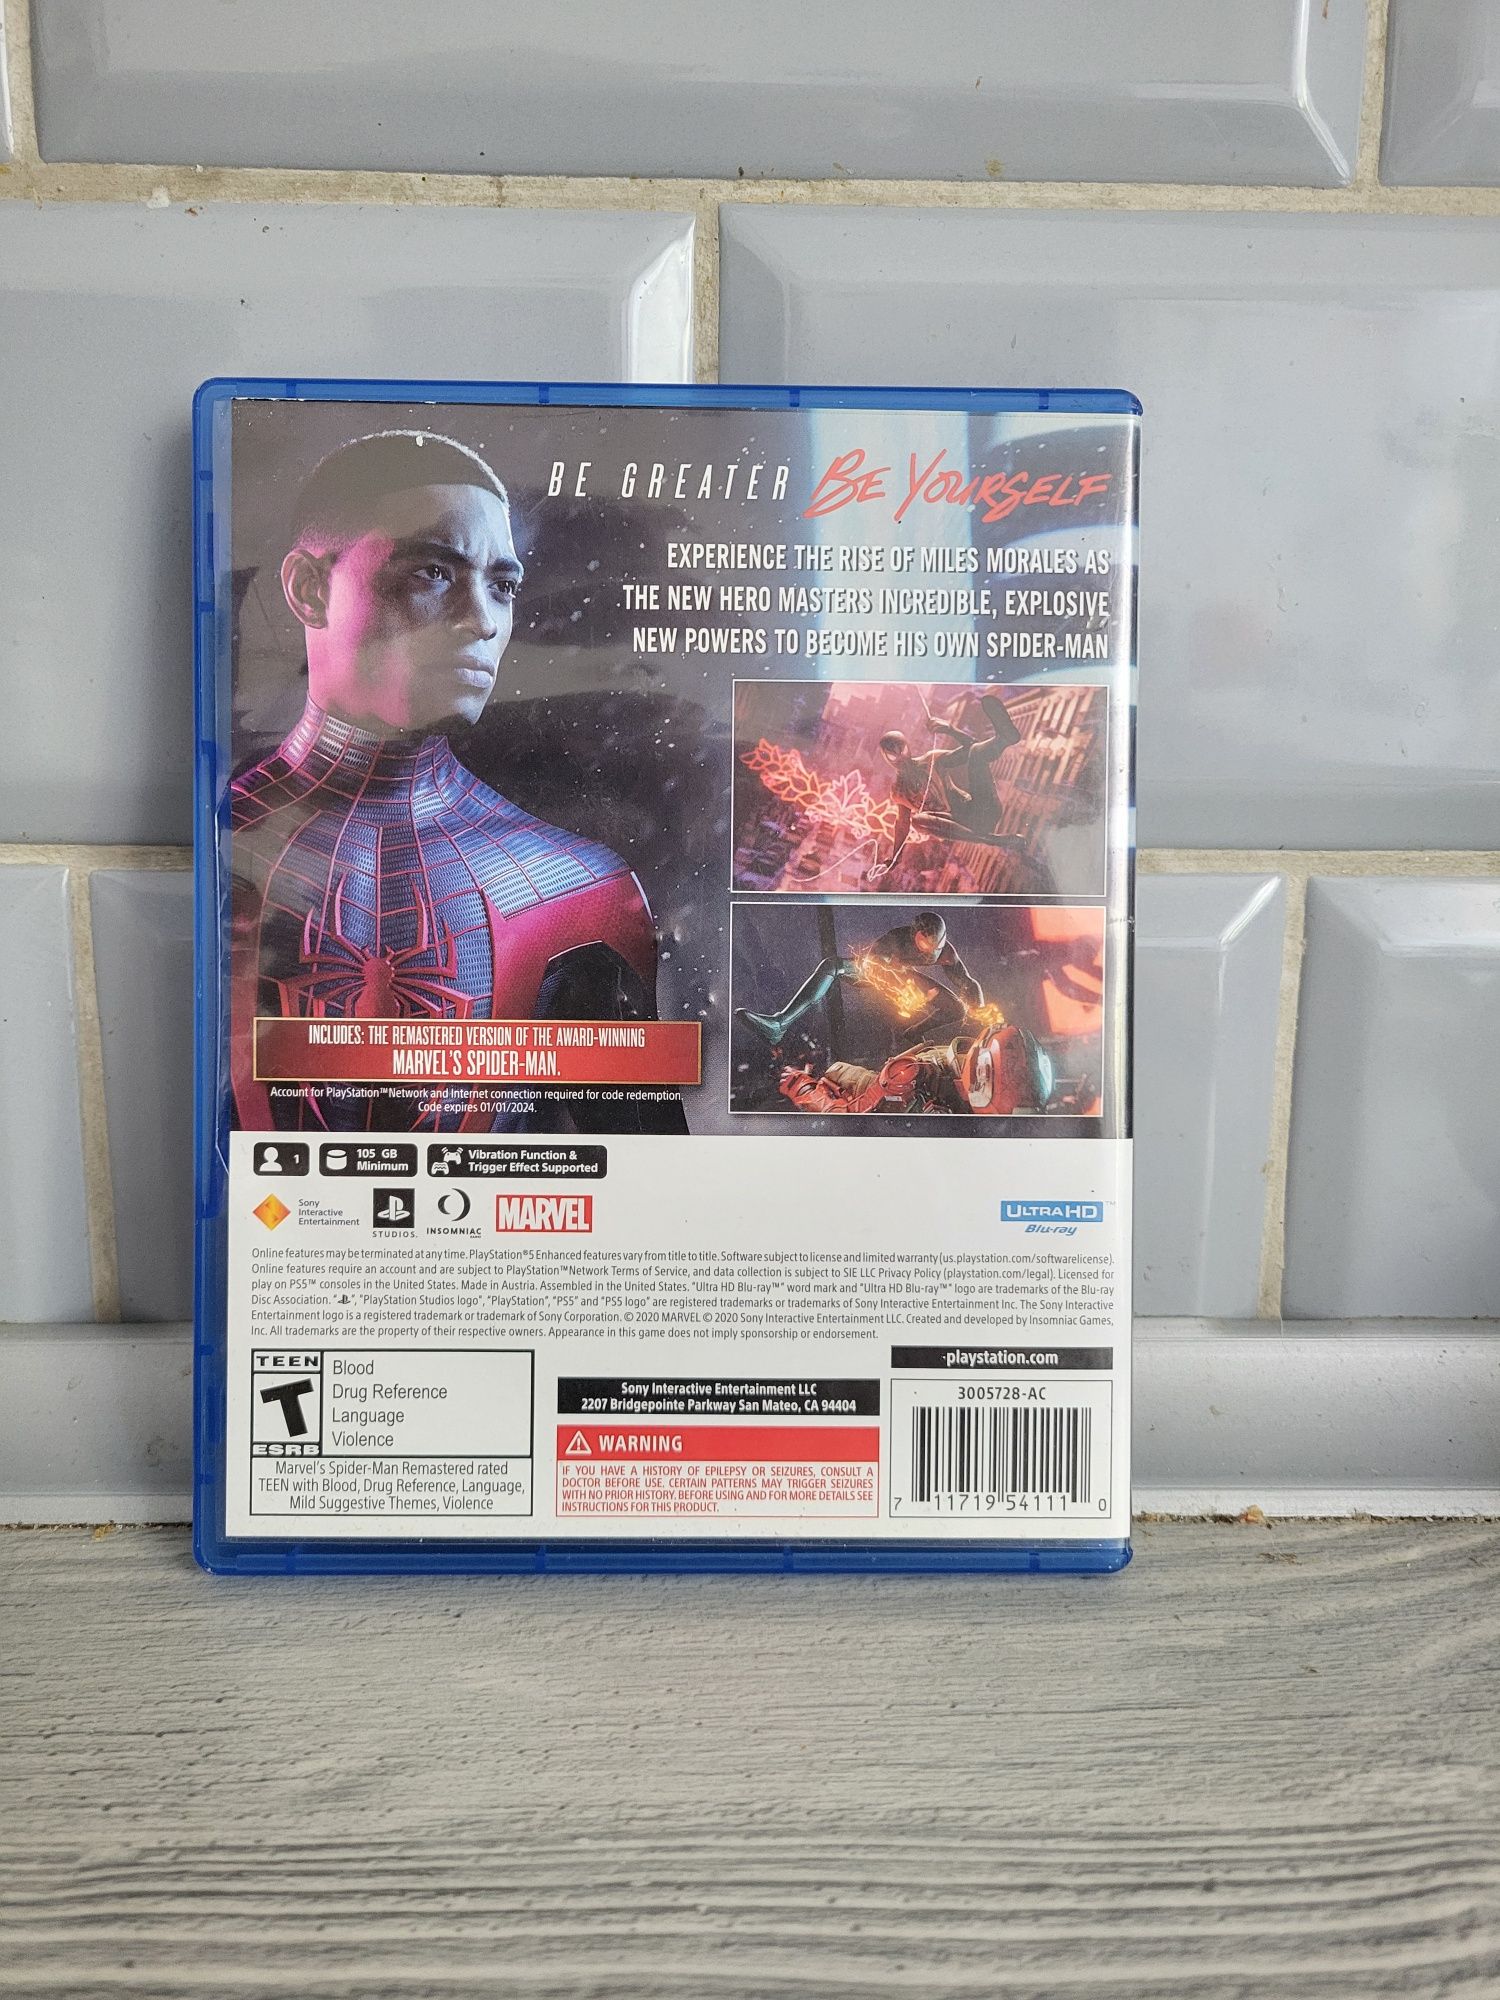 BE GREATER BE YOURSELF
EXPERIENCE THE RISE OF MILES MORALES AS
THE NEW HERO MASTERS INCREDIBLE, EXPLOSIVE
NEW POWERS TO BECOME HIS OWN SPIDER-MAN
INCLUDES: THE REMASTERED VERSION OF THE AWARD-WINNING
MARVEL'S SPIDER-MAN.
Account for PlayStation™Network and Internet connection required for code redemption.
Code expires 01/01/2024.
1
105 GB
Minimum
Vibration Function &
Trigger Effect Supported
Sony
Interactive
Entertainment
STUDIOS.
INSOMNIAC
MARVEL
ULTRA HD
Blu-ray™
Online features may be terminated at any time. PlayStation®5 Enhanced features vary from title to title. Software subject to license and limited warranty (us.playstation.com/softwarelicense).
Online features require an account and are subject to PlayStation™Network Terms of Service, and data collection is subject to SIE LLC Privacy Policy (playstation.com/legal). Licensed for
play on PS5™ consoles in the United States. Made in Austria. Assembled in the United States. "Ultra HD Blu-ray™" word mark and "Ultra HD Blu-ray™" logo are trademarks of the Blu-ray
Disc Association. "", "PlayStation Studios logo", "PlayStation", "PS5" and "PS5 logo" are registered trademarks or trademarks of Sony Interactive Entertainment Inc. The Sony Interactive
Entertainment logo is a registered trademark or trademark of Sony Corporation. © 2020 MARVEL © 2020 Sony Interactive Entertainment LLC. Created and developed by Insomniac Games,
Inc. All trademarks are the property of their respective owners. Appearance in this game does not imply sponsorship or endorsement.
TEEN
T
ESRB
Blood
Drug Reference
Language
Violence
Marvel's Spider-Man Remastered rated
TEEN with Blood, Drug Reference, Language,
Mild Suggestive Themes, Violence
Sony Interactive Entertainment LLC
2207 Bridgepointe Parkway San Mateo, CA 94404
WARNING
IF YOU HAVE A HISTORY OF EPILEPSY OR SEIZURES, CONSULT A
DOCTOR BEFORE USE. CERTAIN PATTERNS MAY TRIGGER SEIZURES
WITH NO PRIOR HISTORY. BEFORE USING AND FOR MORE DETAILS SEE
INSTRUCTIONS FOR THIS PRODUCT.
playstation.com
3005728-AC
7 11719 54111 0